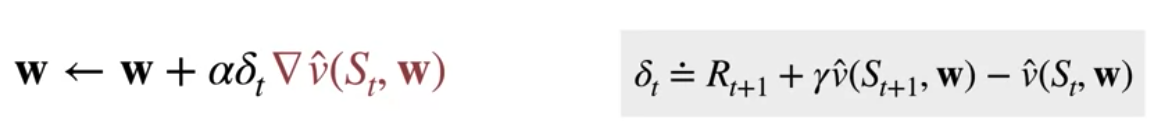 w ← w + αδ_t ∇v̂(S_t, w)
δ_t ≐ R_{t+1} + γv̂(S_{t+1}, w) − v̂(S_t, w)